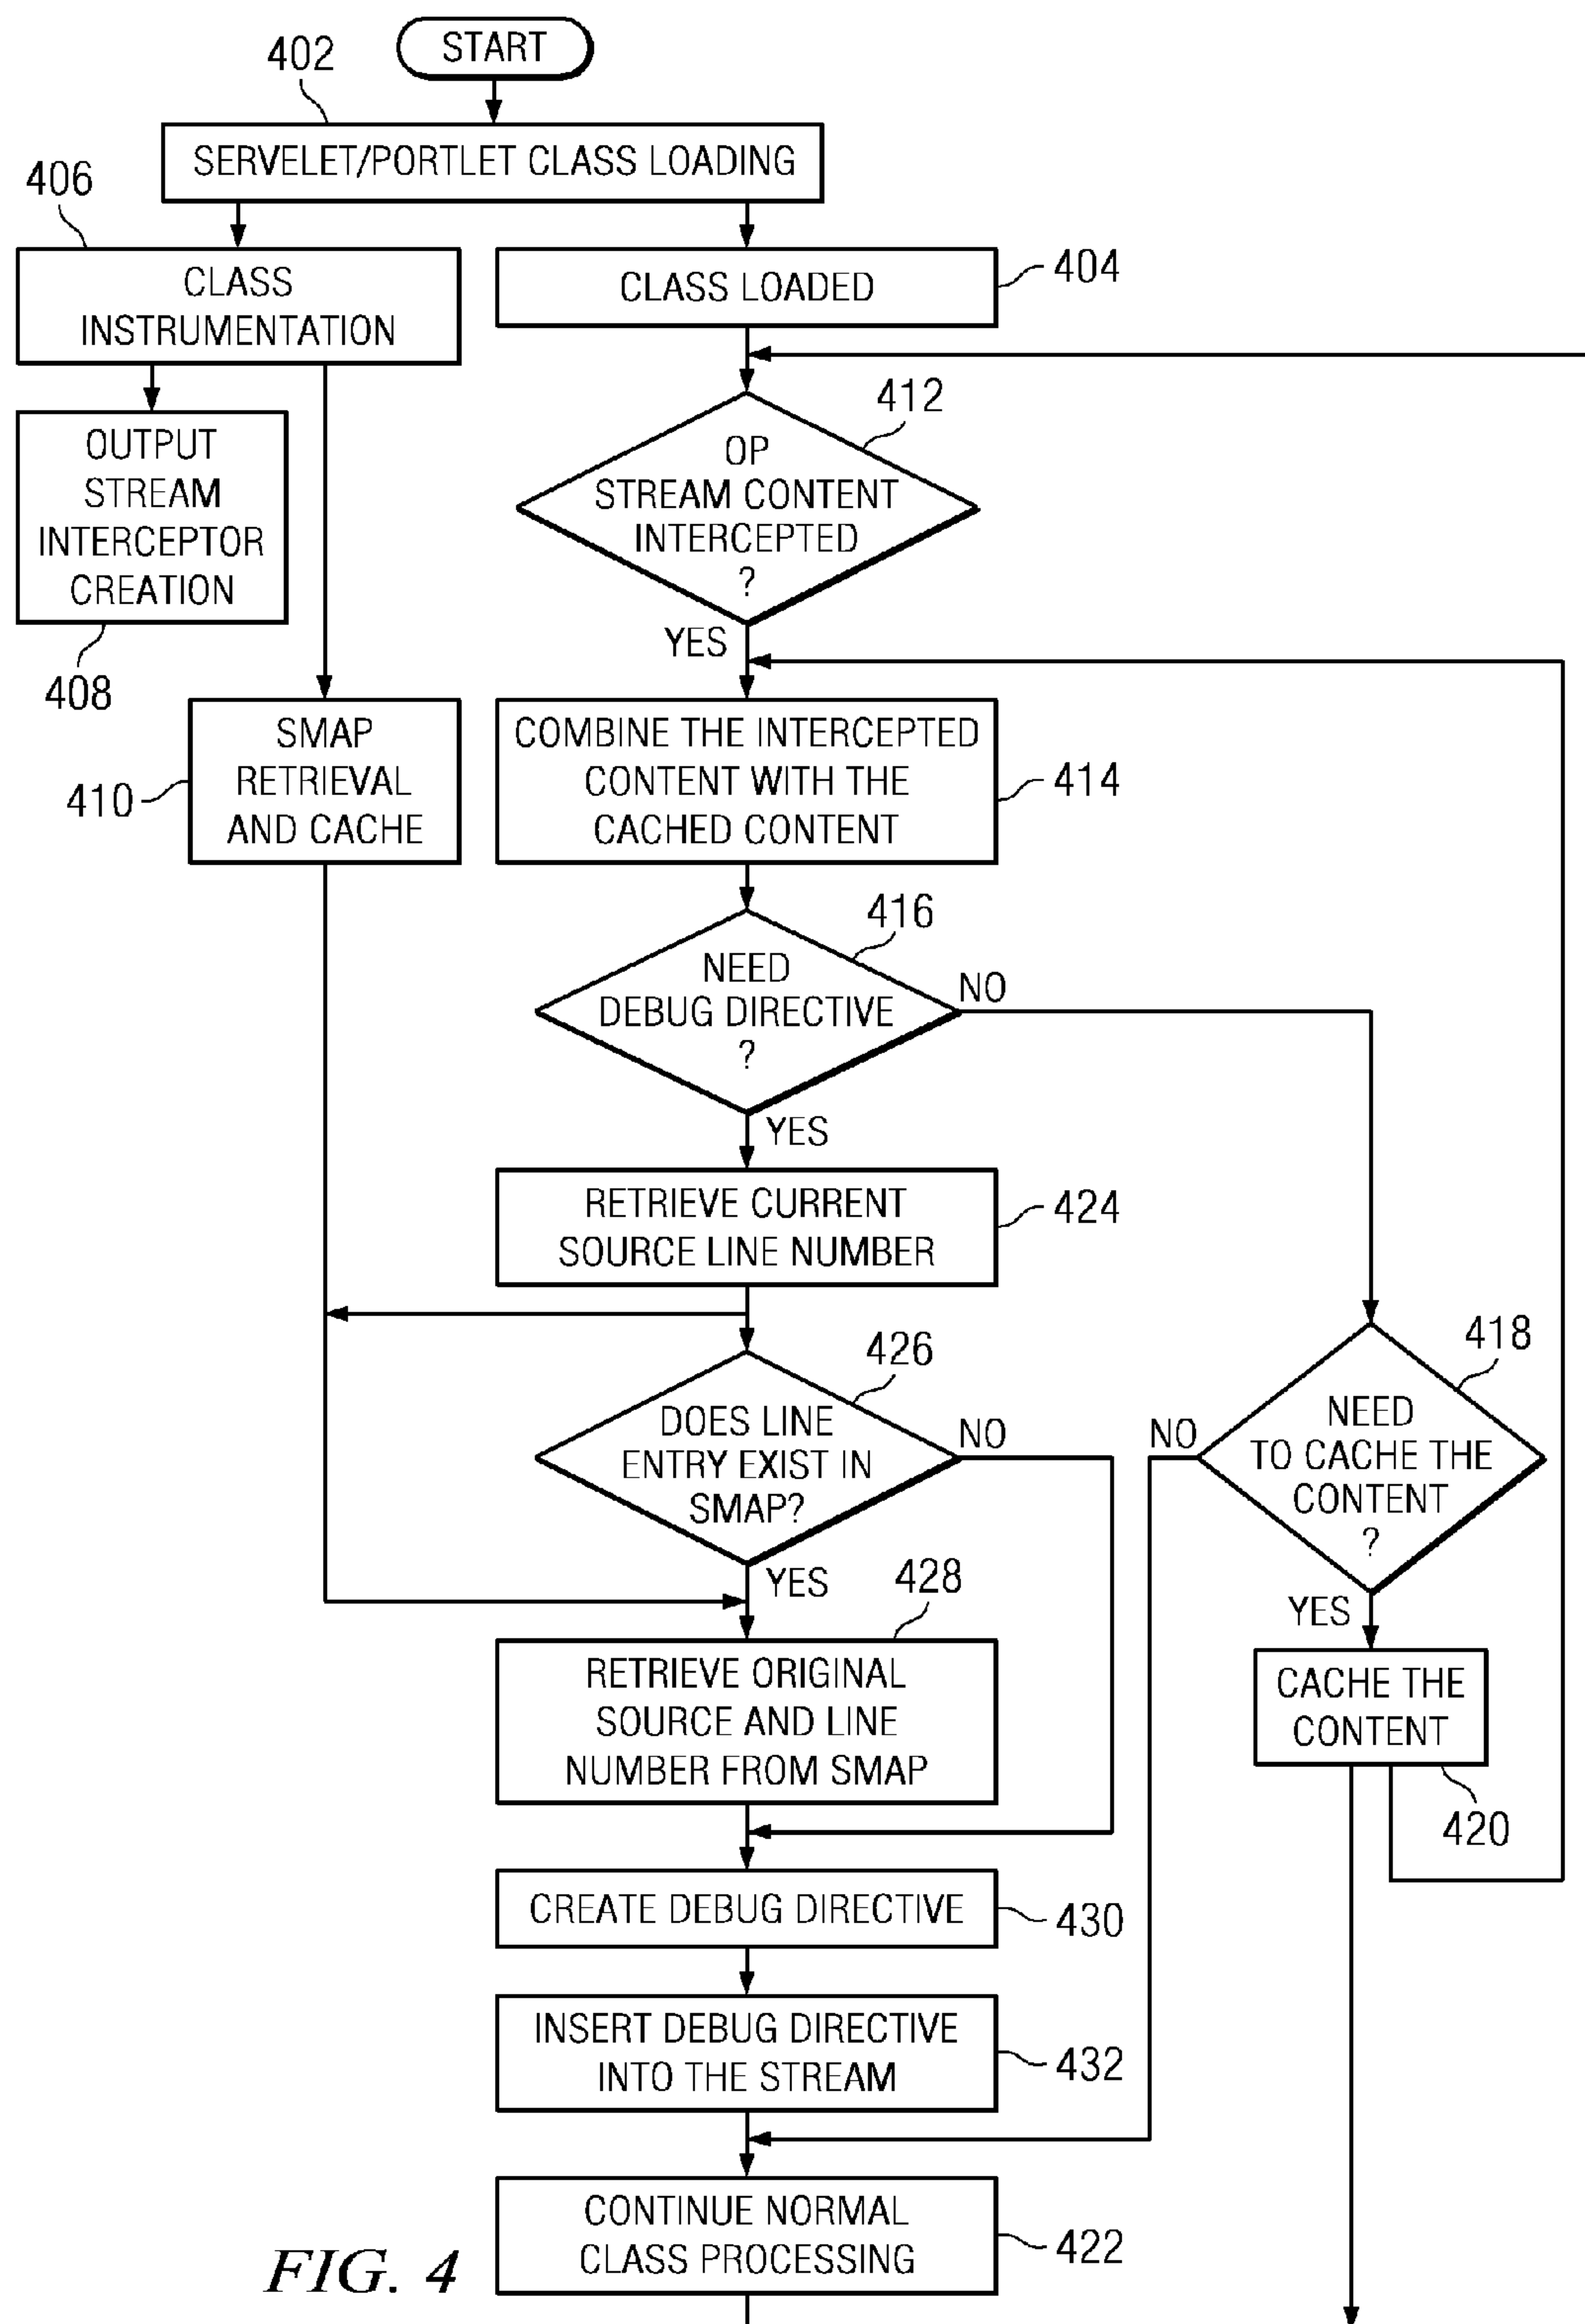 START
402
SERVELET/PORTLET CLASS LOADING
406
CLASS
INSTRUMENTATION
CLASS LOADED
404
OUTPUT
STREAM
INTERCEPTOR
CREATION
408
412
OP
STREAM CONTENT
INTERCEPTED
?
YES
SMAP
RETRIEVAL
AND CACHE
410
COMBINE THE INTERCEPTED
CONTENT WITH THE
CACHED CONTENT
414
416
NEED
DEBUG DIRECTIVE
?
NO
YES
RETRIEVE CURRENT
SOURCE LINE NUMBER
424
426
DOES LINE
ENTRY EXIST IN
SMAP?
NO
YES
418
NEED
TO CACHE THE
CONTENT
?
NO
YES
428
RETRIEVE ORIGINAL
SOURCE AND LINE
NUMBER FROM SMAP
CACHE THE
CONTENT
420
CREATE DEBUG DIRECTIVE
430
INSERT DEBUG DIRECTIVE
INTO THE STREAM
432
CONTINUE NORMAL
CLASS PROCESSING
422
FIG. 4